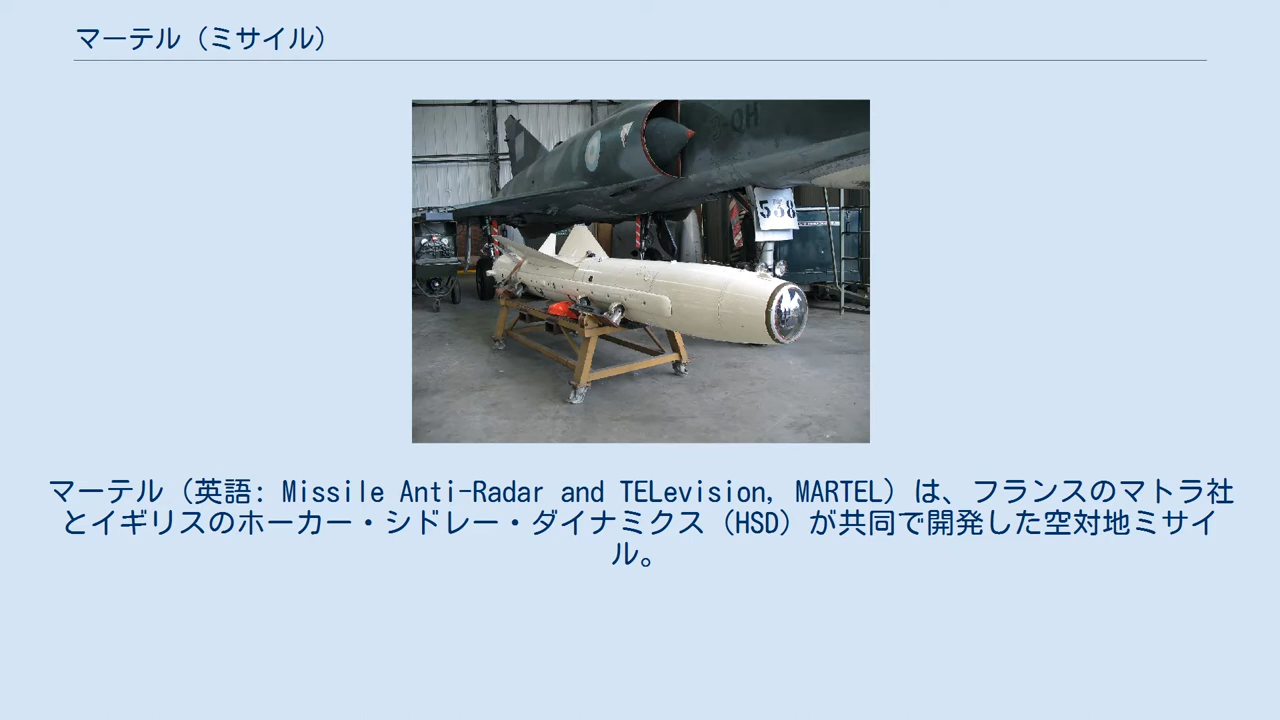 マーテル（ミサイル）
-QH
538
マーテル（英語: Missile Anti-Radar and TELevision, MARTEL）は、フランスのマトラ社
とイギリスのホーカー・シドレー・ダイナミクス（HSD）が共同で開発した空対地ミサイ
ル。